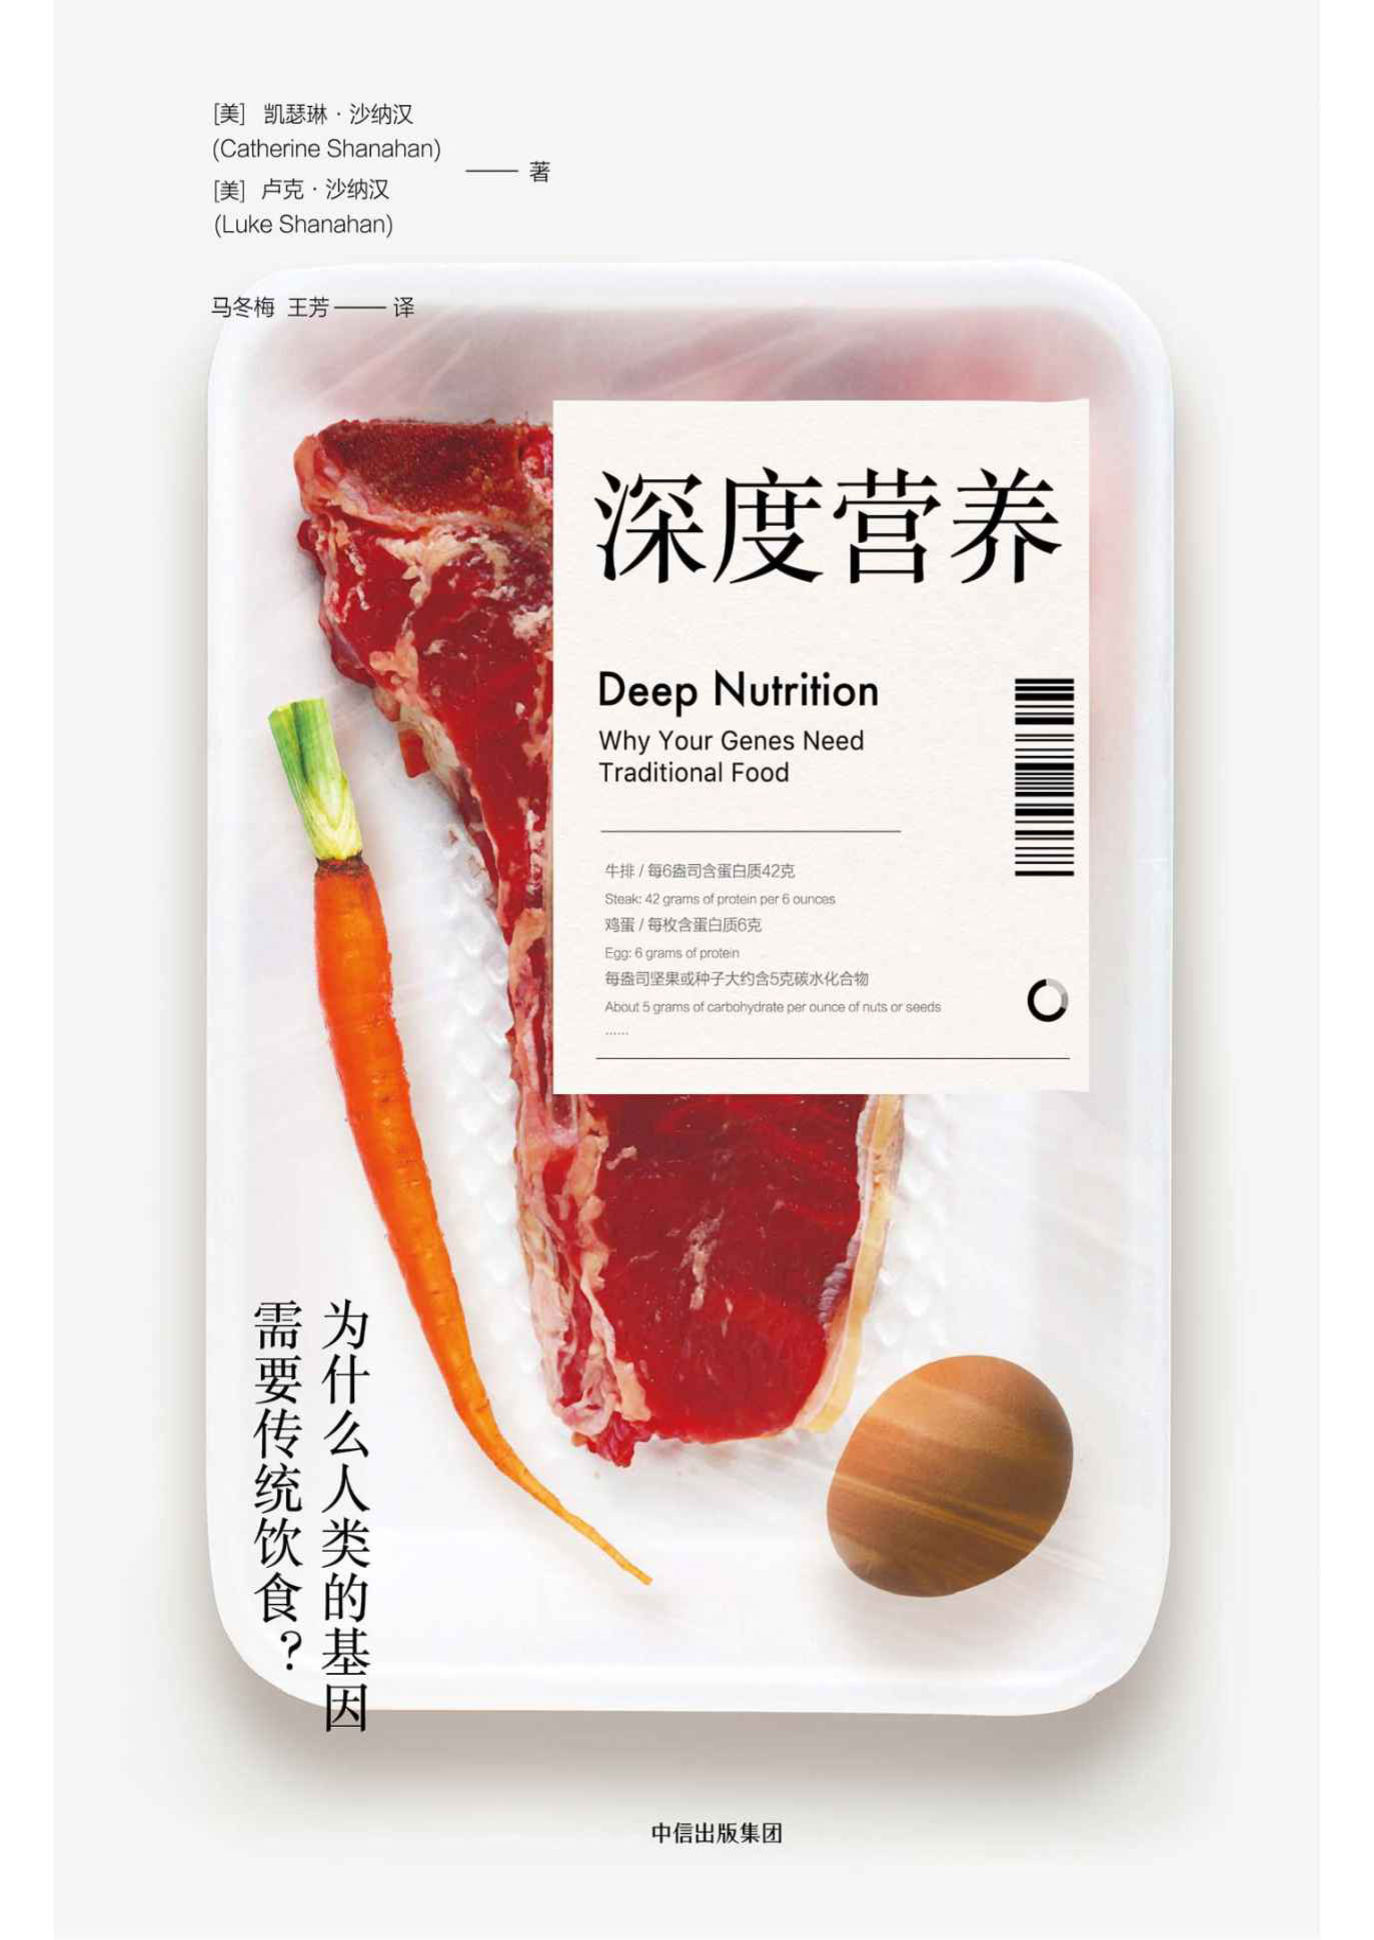 [美] 凯瑟琳·沙纳汉
(Catherine Shanahan)
[美] 卢克·沙纳汉
(Luke Shanahan)
—— 著
马冬梅 王芳——译
深度营养
Deep Nutrition
Why Your Genes Need
Traditional Food
牛排 / 每6盎司含蛋白质42克
Steak: 42 grams of protein per 6 ounces
鸡蛋 / 每枚含蛋白质6克
Egg: 6 grams of protein
每盎司坚果或种子大约含5克碳水化合物
About 5 grams of carbohydrate per ounce of nuts or seeds
……
为什么人类的基因
需要传统饮食？
中信出版集团